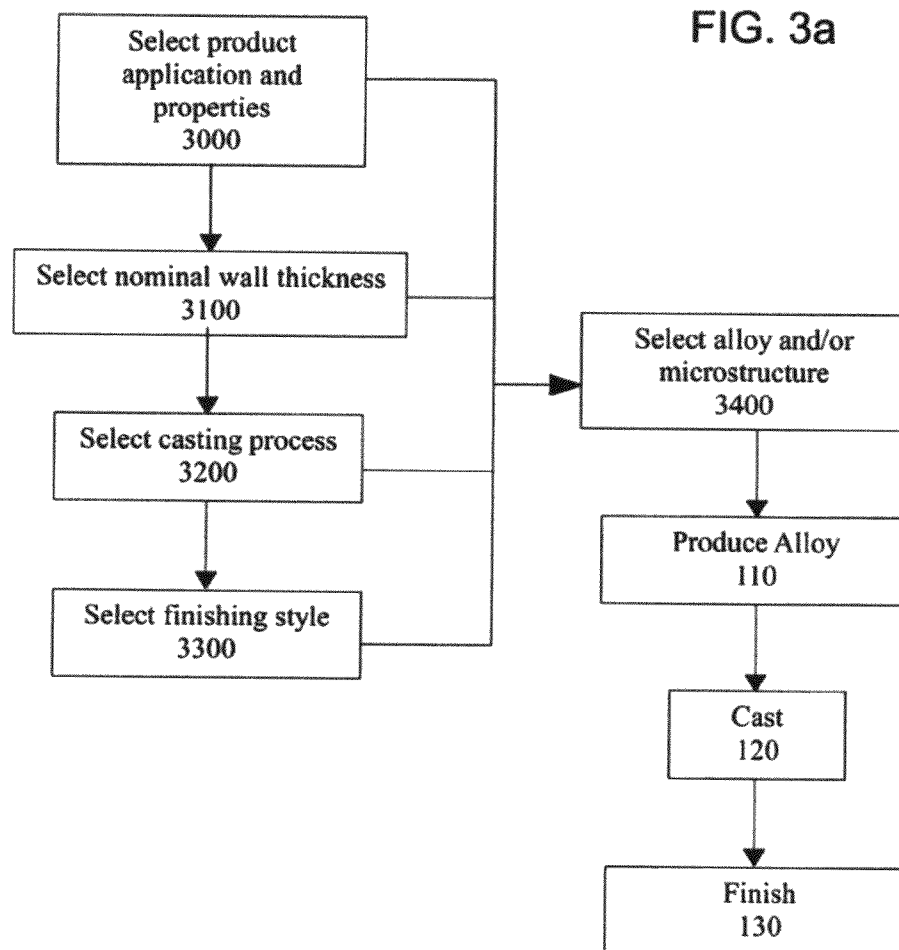 FIG. 3a
Select product
application and
properties
3000
Select nominal wall thickness
3100
Select casting process
3200
Select finishing style
3300
Select alloy and/or
microstructure
3400
Produce Alloy
110
Cast
120
Finish
130